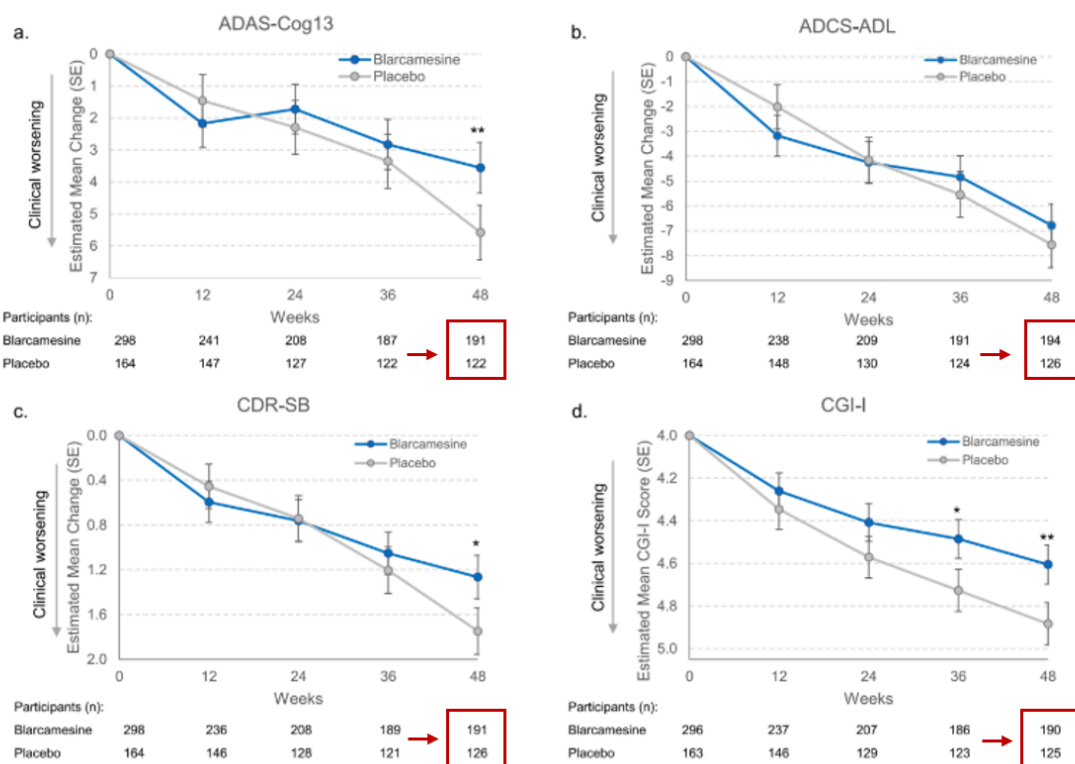 a.
ADAS-Cog13
Clinical worsening
Estimated Mean Change (SE)
Blarcamesine
Placebo
**
0
1
2
3
4
5
6
7
0 12 24 36 48
Weeks
Participants (n):
Blarcamesine 298 241 208 187 191
Placebo 164 147 127 122 122
b.
ADCS-ADL
Clinical worsening
Estimated Mean Change (SE)
Blarcamesine
Placebo
0
-1
-2
-3
-4
-5
-6
-7
-8
-9
0 12 24 36 48
Weeks
Participants (n):
Blarcamesine 298 238 209 191 194
Placebo 164 148 130 124 126
c.
CDR-SB
Clinical worsening
Estimated Mean Change (SE)
Blarcamesine
Placebo
*
0.0
0.4
0.8
1.2
1.6
2.0
0 12 24 36 48
Weeks
Participants (n):
Blarcamesine 298 236 208 189 191
Placebo 164 146 128 121 126
d.
CGI-I
Clinical worsening
Estimated Mean CGI-I Score (SE)
Blarcamesine
Placebo
*
**
4.0
4.2
4.4
4.6
4.8
5.0
0 12 24 36 48
Weeks
Participants (n):
Blarcamesine 296 237 207 186 190
Placebo 163 146 129 123 125